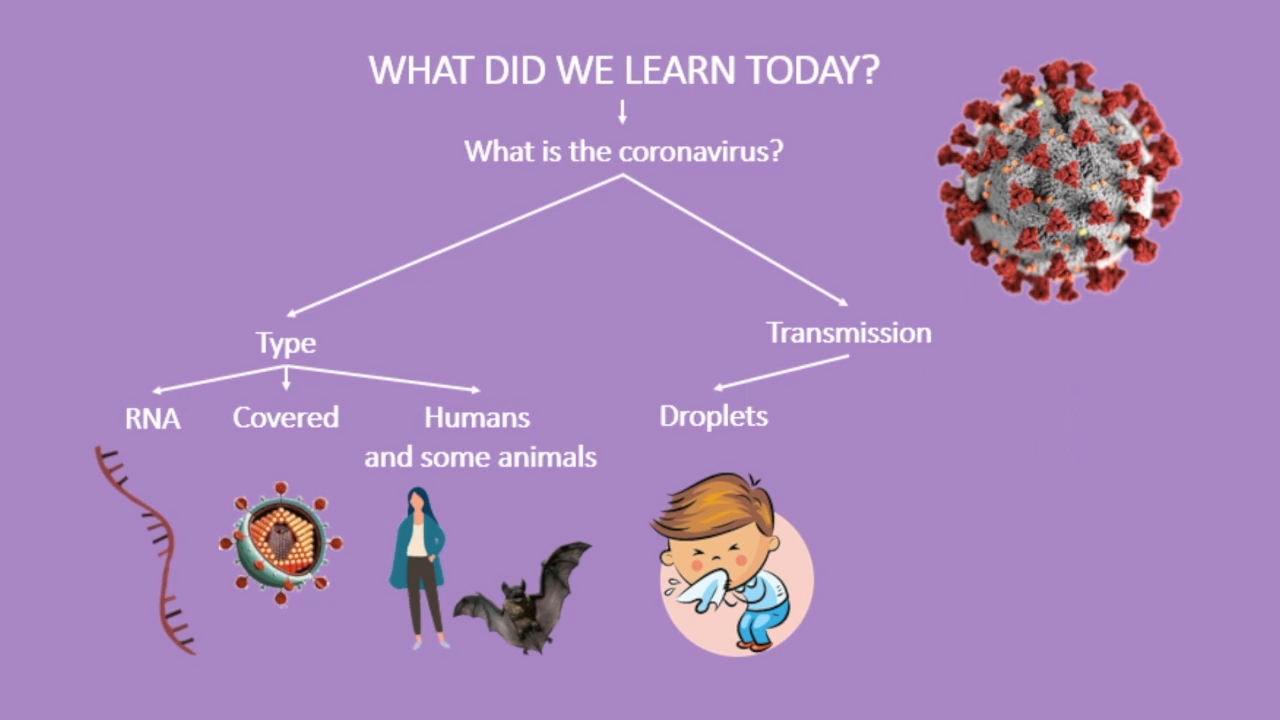 WHAT DID WE LEARN TODAY?
What is the coronavirus?
Type
Transmission
RNA
Covered
Humans
and some animals
Droplets